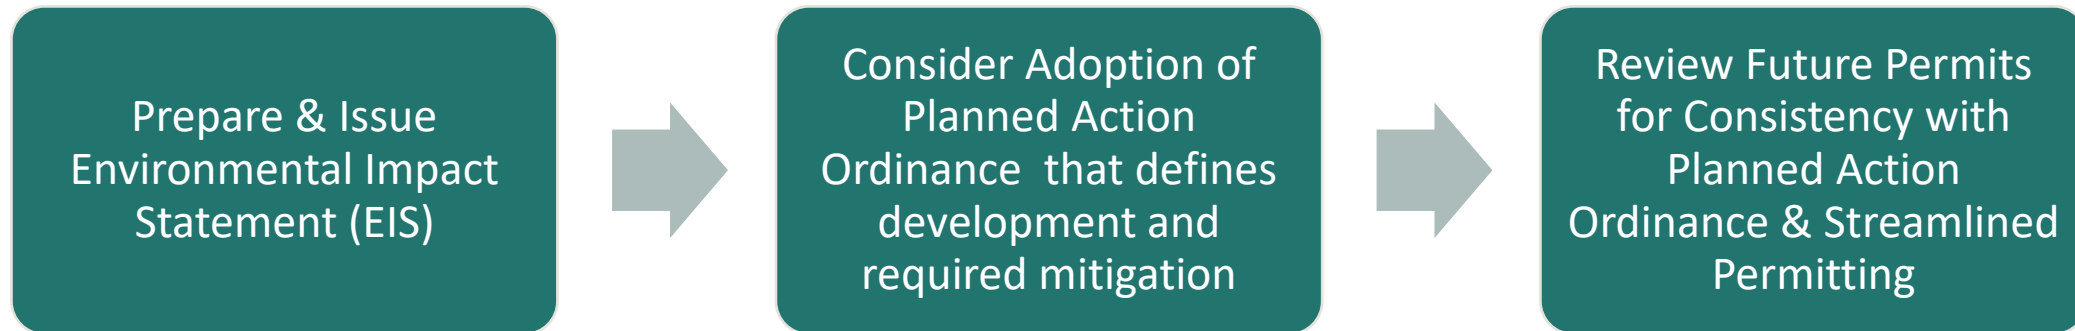 Prepare & Issue
Environmental Impact
Statement (EIS)
Consider Adoption of
Planned Action
Ordinance  that defines
development and
required mitigation
Review Future Permits
for Consistency with
Planned Action
Ordinance & Streamlined
Permitting